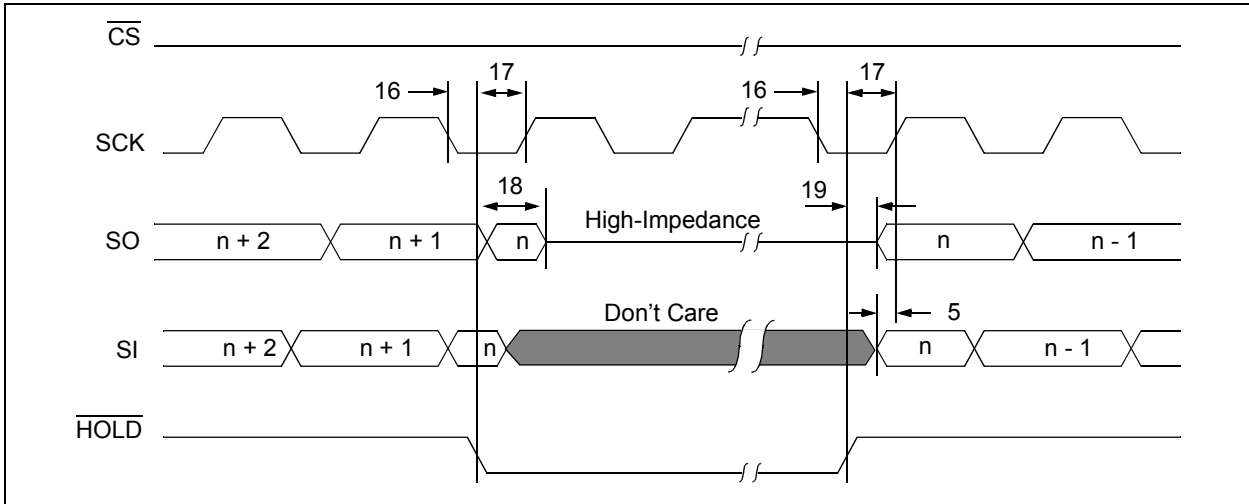 CS
16 17 16 17
SCK
18 19
High-Impedance
SO n + 2 n + 1 n n n - 1
Don't Care 5
SI n + 2 n + 1 n n n - 1
HOLD